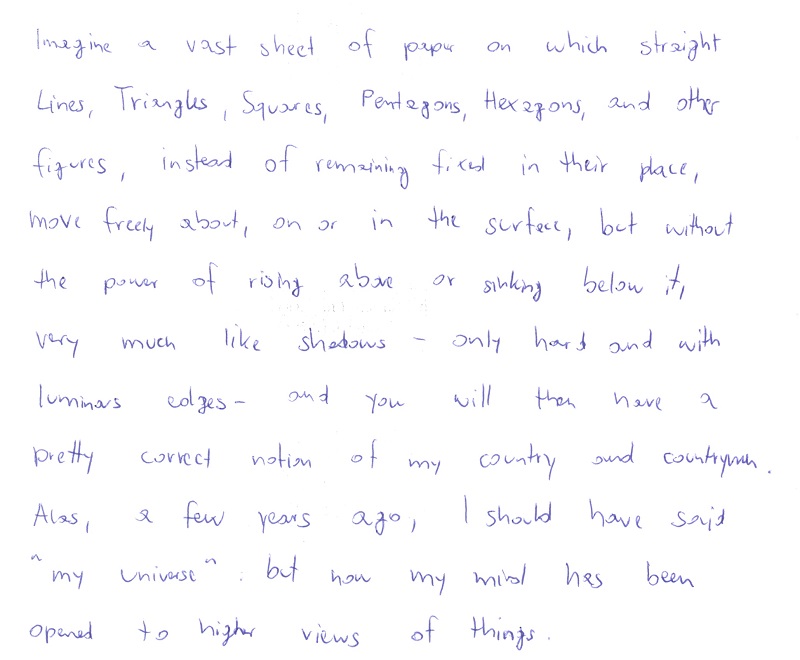 Imagine a vast sheet of paper on which straight
Lines, Triangles, Squares, Pentagons, Hexagons, and other
figures, instead of remaining fixed in their place,
move freely about, on or in the surface, but without
the power of rising above or sinking below it,
very much like shadows - only hard and with
luminous edges - and you will then have a
pretty correct notion of my country and countrymen.
Alas, a few years ago, I should have said
"my universe": but now my mind has been
opened to higher views of things.